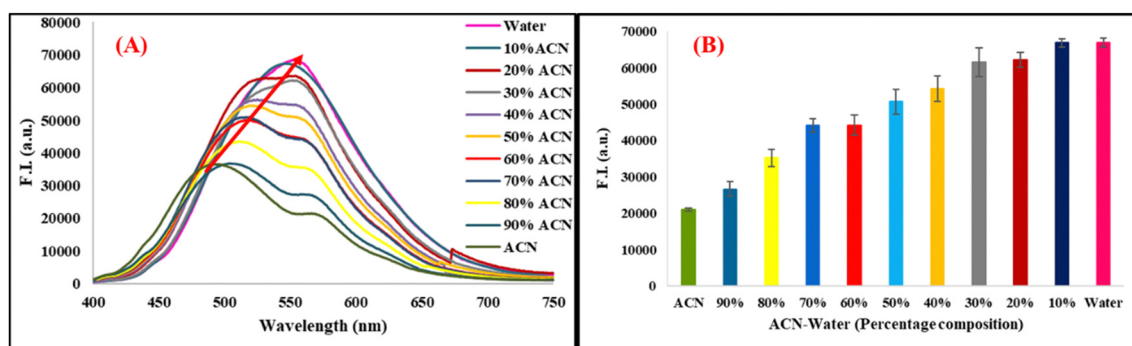 (A)
80000
70000
60000
50000
40000
30000
20000
10000
0
F.I. (a.u.)
400 450 500 550 600 650 700 750
Wavelength (nm)
Water
10% ACN
20% ACN
30% ACN
40% ACN
50% ACN
60% ACN
70% ACN
80% ACN
90% ACN
ACN
(B)
80000
70000
60000
50000
40000
30000
20000
10000
0
F.I. (a.u.)
ACN 90% 80% 70% 60% 50% 40% 30% 20% 10% Water
ACN-Water (Percentage composition)